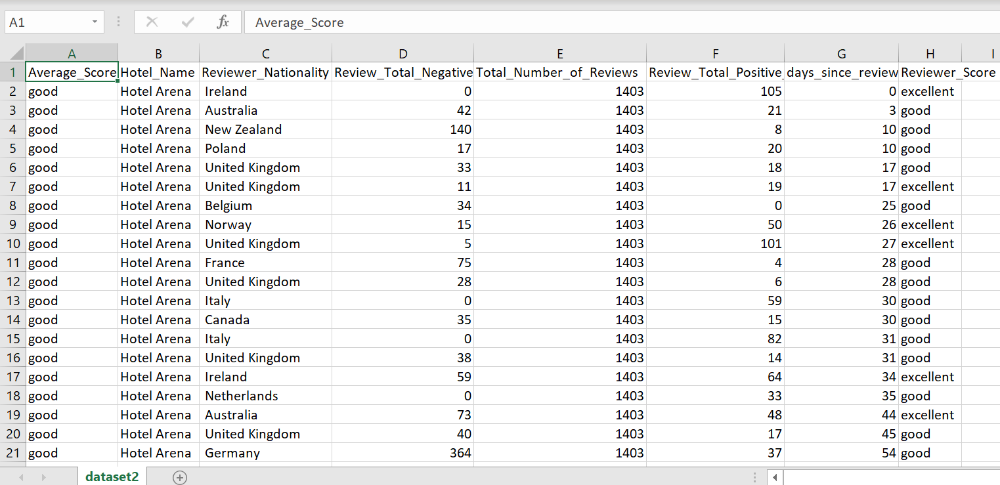 A1 fx Average_Score
A B C D E F G H I
1 Average_Score Hotel_Name Reviewer_Nationality Review_Total_Negative Total_Number_of_Reviews Review_Total_Positive_ days_since_review Reviewer_Score
2 good Hotel Arena Ireland 0 1403 105 0 excellent
3 good Hotel Arena Australia 42 1403 21 3 good
4 good Hotel Arena New Zealand 140 1403 8 10 good
5 good Hotel Arena Poland 17 1403 20 10 good
6 good Hotel Arena United Kingdom 33 1403 18 17 good
7 good Hotel Arena United Kingdom 11 1403 19 17 excellent
8 good Hotel Arena Belgium 34 1403 0 25 good
9 good Hotel Arena Norway 15 1403 50 26 excellent
10 good Hotel Arena United Kingdom 5 1403 101 27 excellent
11 good Hotel Arena France 75 1403 4 28 good
12 good Hotel Arena United Kingdom 28 1403 6 28 good
13 good Hotel Arena Italy 0 1403 59 30 good
14 good Hotel Arena Canada 35 1403 15 30 good
15 good Hotel Arena Italy 0 1403 82 31 good
16 good Hotel Arena United Kingdom 38 1403 14 31 good
17 good Hotel Arena Ireland 59 1403 64 34 excellent
18 good Hotel Arena Netherlands 0 1403 33 35 good
19 good Hotel Arena Australia 73 1403 48 44 excellent
20 good Hotel Arena United Kingdom 40 1403 17 45 good
21 good Hotel Arena Germany 364 1403 37 54 good
dataset2